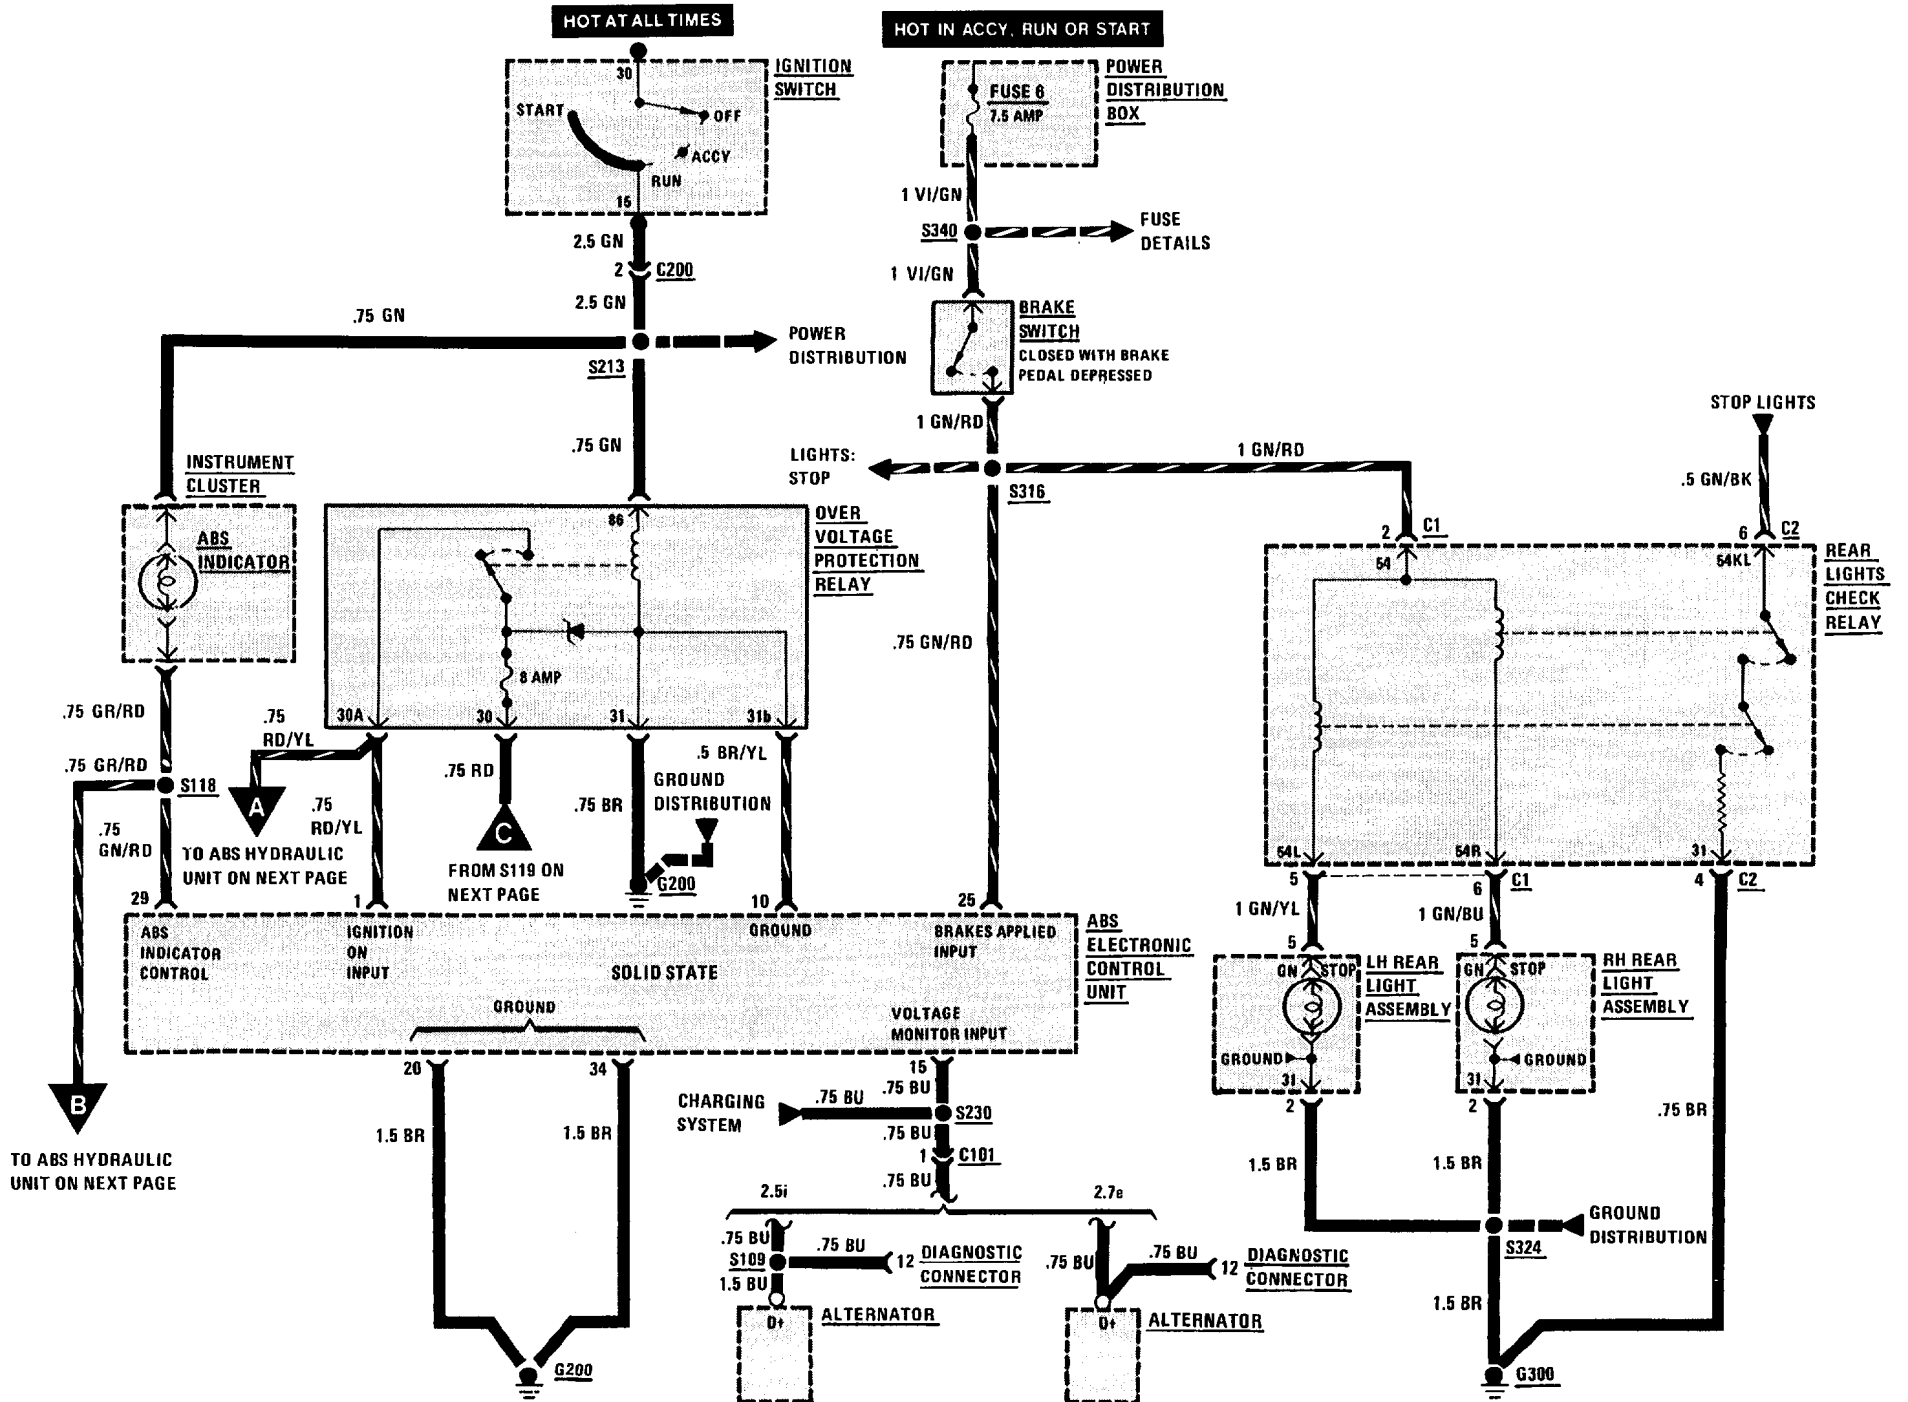 HOT AT ALL TIMES
HOT IN ACCY, RUN OR START
30
IGNITION
SWITCH
START
OFF
ACCY
RUN
15
POWER
DISTRIBUTION
BOX
FUSE 6
7.5 AMP
1 VI/GN
S340
FUSE
DETAILS
1 VI/GN
2.5 GN
2
C200
2.5 GN
.75 GN
POWER
DISTRIBUTION
S213
.75 GN
BRAKE
SWITCH
CLOSED WITH BRAKE
PEDAL DEPRESSED
1 GN/RD
LIGHTS:
STOP
S316
1 GN/RD
STOP LIGHTS
.5 GN/BK
2
C1
6
C2
INSTRUMENT
CLUSTER
ABS
INDICATOR
86
OVER
VOLTAGE
PROTECTION
RELAY
8 AMP
30A
30
31
31b
54
54KL
REAR
LIGHTS
CHECK
RELAY
54L
54R
31
5
6
C1
4
C2
.75 GN/RD
.75 GR/RD
.75
RD/YL
.75 GR/RD
S118
A
.75
RD/YL
.75
GN/RD
TO ABS HYDRAULIC
UNIT ON NEXT PAGE
.75 RD
C
FROM S119 ON
NEXT PAGE
.75 BR
.5 BR/YL
GROUND
DISTRIBUTION
G200
29
1
10
25
ABS
INDICATOR
CONTROL
IGNITION
ON
INPUT
GROUND
BRAKES APPLIED
INPUT
SOLID STATE
GROUND
VOLTAGE
MONITOR INPUT
ABS
ELECTRONIC
CONTROL
UNIT
1 GN/YL
1 GN/BU
5
5
GN
STOP
LH REAR
LIGHT
ASSEMBLY
GN
STOP
RH REAR
LIGHT
ASSEMBLY
GROUND
GROUND
31
31
2
2
20
34
15
.75 BU
CHARGING
SYSTEM
.75 BU
S230
.75 BU
1
C101
.75 BU
B
TO ABS HYDRAULIC
UNIT ON NEXT PAGE
1.5 BR
1.5 BR
1.5 BR
1.5 BR
.75 BR
2.5i
2.7e
.75 BU
S109
1.5 BU
.75 BU
12
DIAGNOSTIC
CONNECTOR
.75 BU
.75 BU
12
DIAGNOSTIC
CONNECTOR
D+
ALTERNATOR
D+
ALTERNATOR
GROUND
DISTRIBUTION
S324
1.5 BR
G200
G300